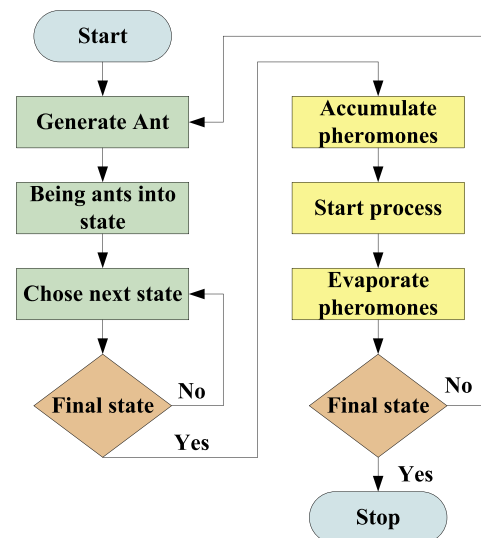 Start
Generate Ant
Being ants into
state
Chose next state
Final state
No
Yes
Accumulate
pheromones
Start process
Evaporate
pheromones
Final state
No
Yes
Stop